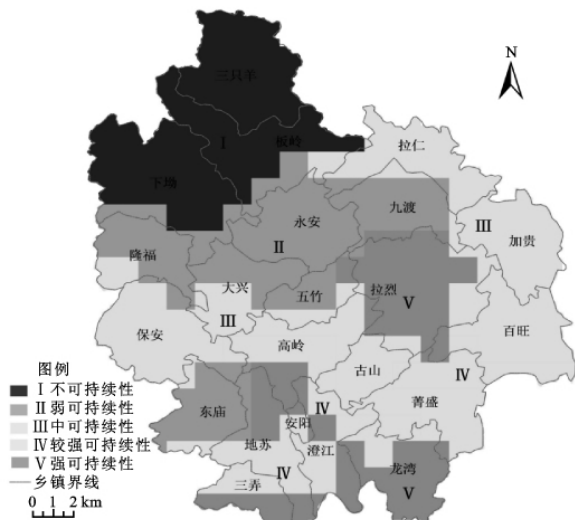 N
三只羊
Ⅰ
板岭
下坳
拉仁
永安
九渡
Ⅲ
加贵
隆福
Ⅱ
大兴
五竹
拉烈
Ⅴ
保安
Ⅲ
百旺
高岭
古山
Ⅳ
菁盛
东庙
安阳
Ⅳ
地苏
澄江
三弄
Ⅳ
龙湾
Ⅴ
图例
Ⅰ 不可持续性
Ⅱ 弱可持续性
Ⅲ 中可持续性
Ⅳ 较强可持续性
Ⅴ 强可持续性
乡镇界线
0 1 2 km